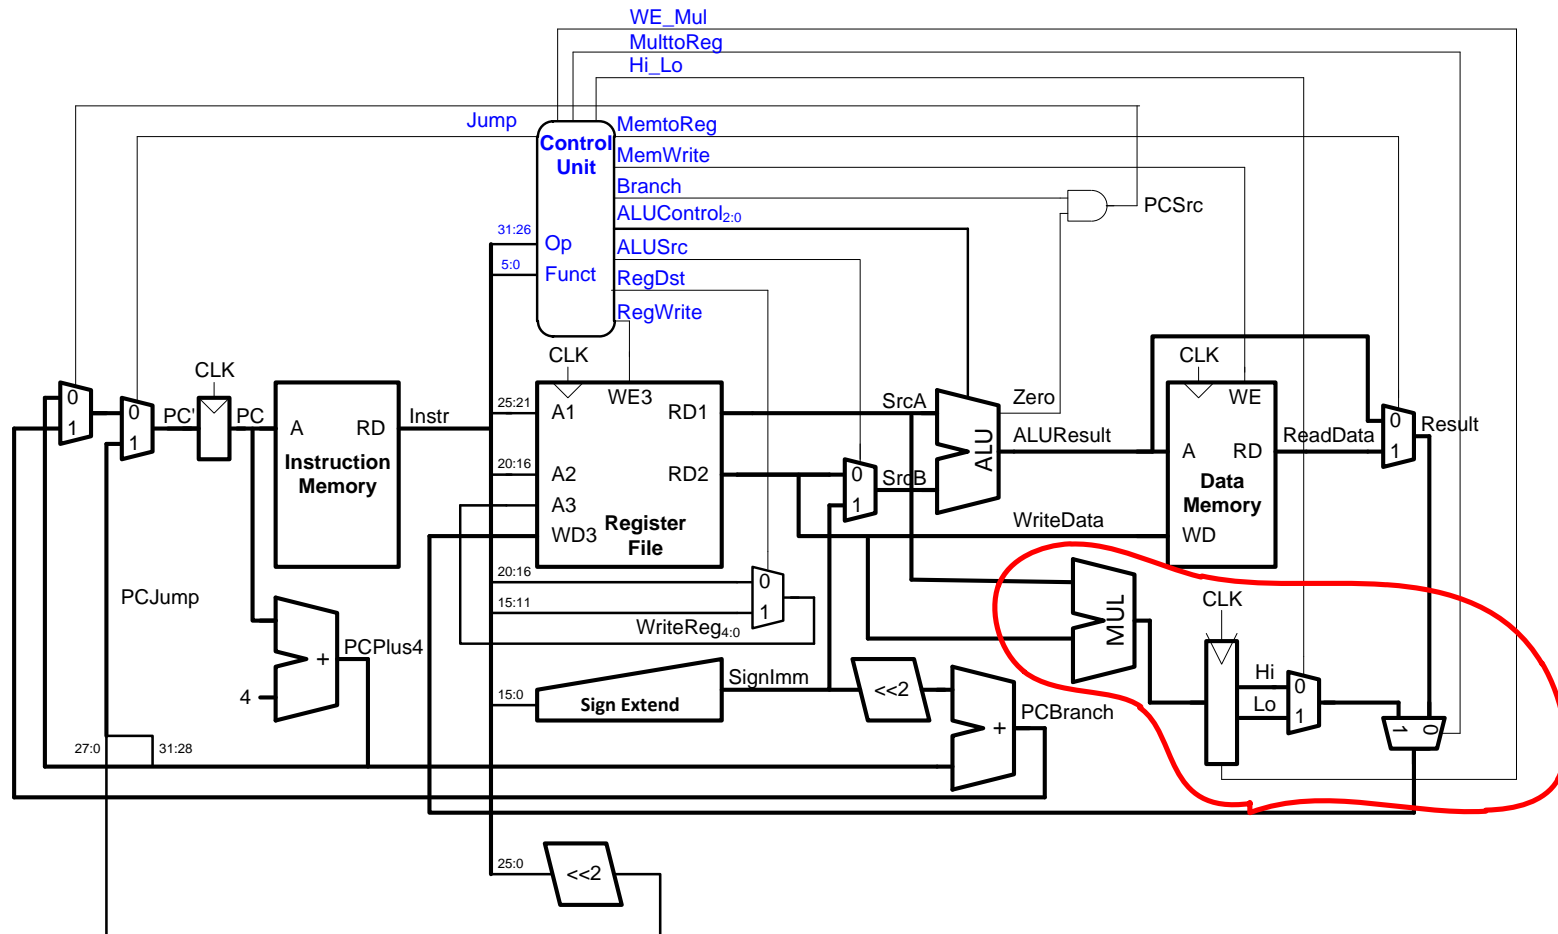 WE_Mul
MulttoReg
Hi_Lo
Jump
Control
Unit
MemtoReg
MemWrite
Branch
ALUControl2:0
ALUSrc
RegDst
RegWrite
PCSrc
31:26
Op
5:0
Funct
CLK
CLK
CLK
0
1
0
1
PC'
PC
A
RD
Instruction
Memory
Instr
25:21
A1
WE3
RD1
20:16
A2
RD2
A3
WD3
Register
File
SrcA
0
1
SrcB
ALU
Zero
ALUResult
WriteData
WE
A
RD
Data
Memory
WD
ReadData
0
1
Result
20:16
15:11
0
1
WriteReg4:0
PCJump
4
+
PCPlus4
15:0
Sign Extend
SignImm
<<2
+
PCBranch
MUL
CLK
Hi
Lo
0
1
1
0
27:0
31:28
25:0
<<2